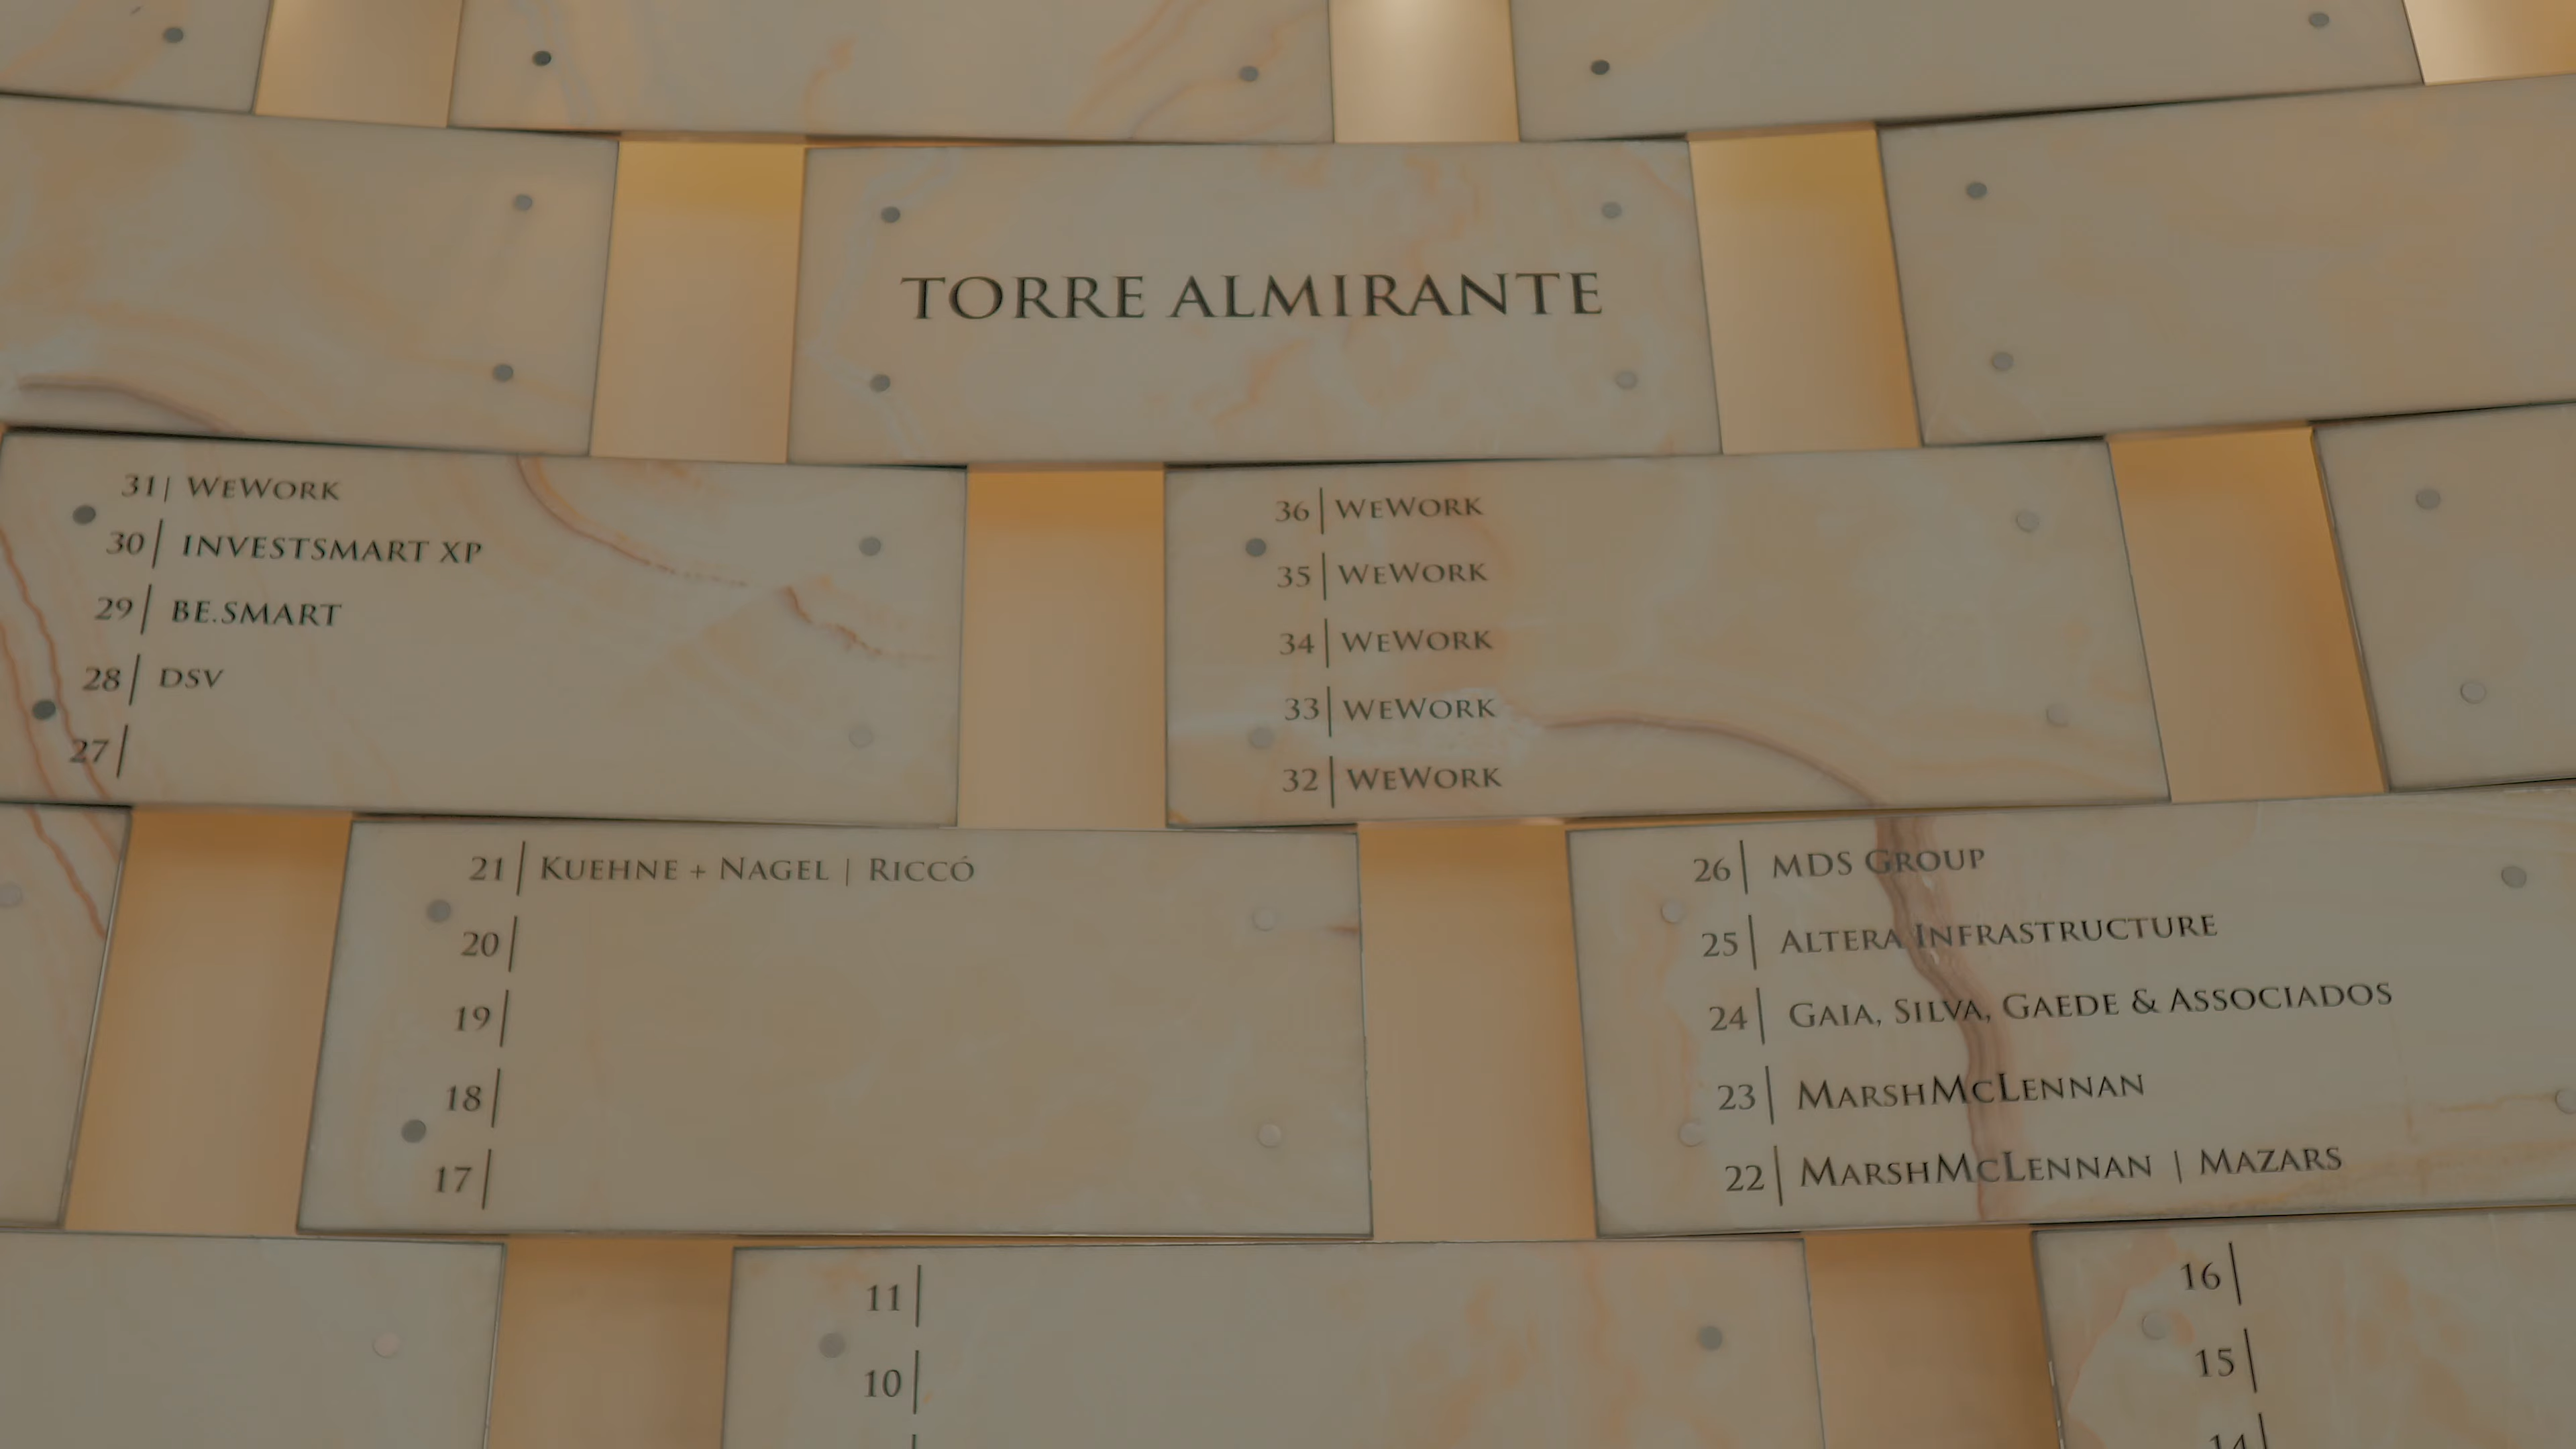 TORRE ALMIRANTE
31| WEWORK
30| INVESTSMART XP
29| BE.SMART
28| DSV
27|
36| WEWORK
35| WEWORK
34| WEWORK
33| WEWORK
32| WEWORK
21| KUEHNE + NAGEL | RICCÓ
20|
19|
18|
17|
26| MDS GROUP
25| ALTERA INFRASTRUCTURE
24| GAIA, SILVA, GAEDE & ASSOCIADOS
23| MARSHMCLENNAN
22| MARSHMCLENNAN | MAZARS
11|
10|
16|
15|
14|